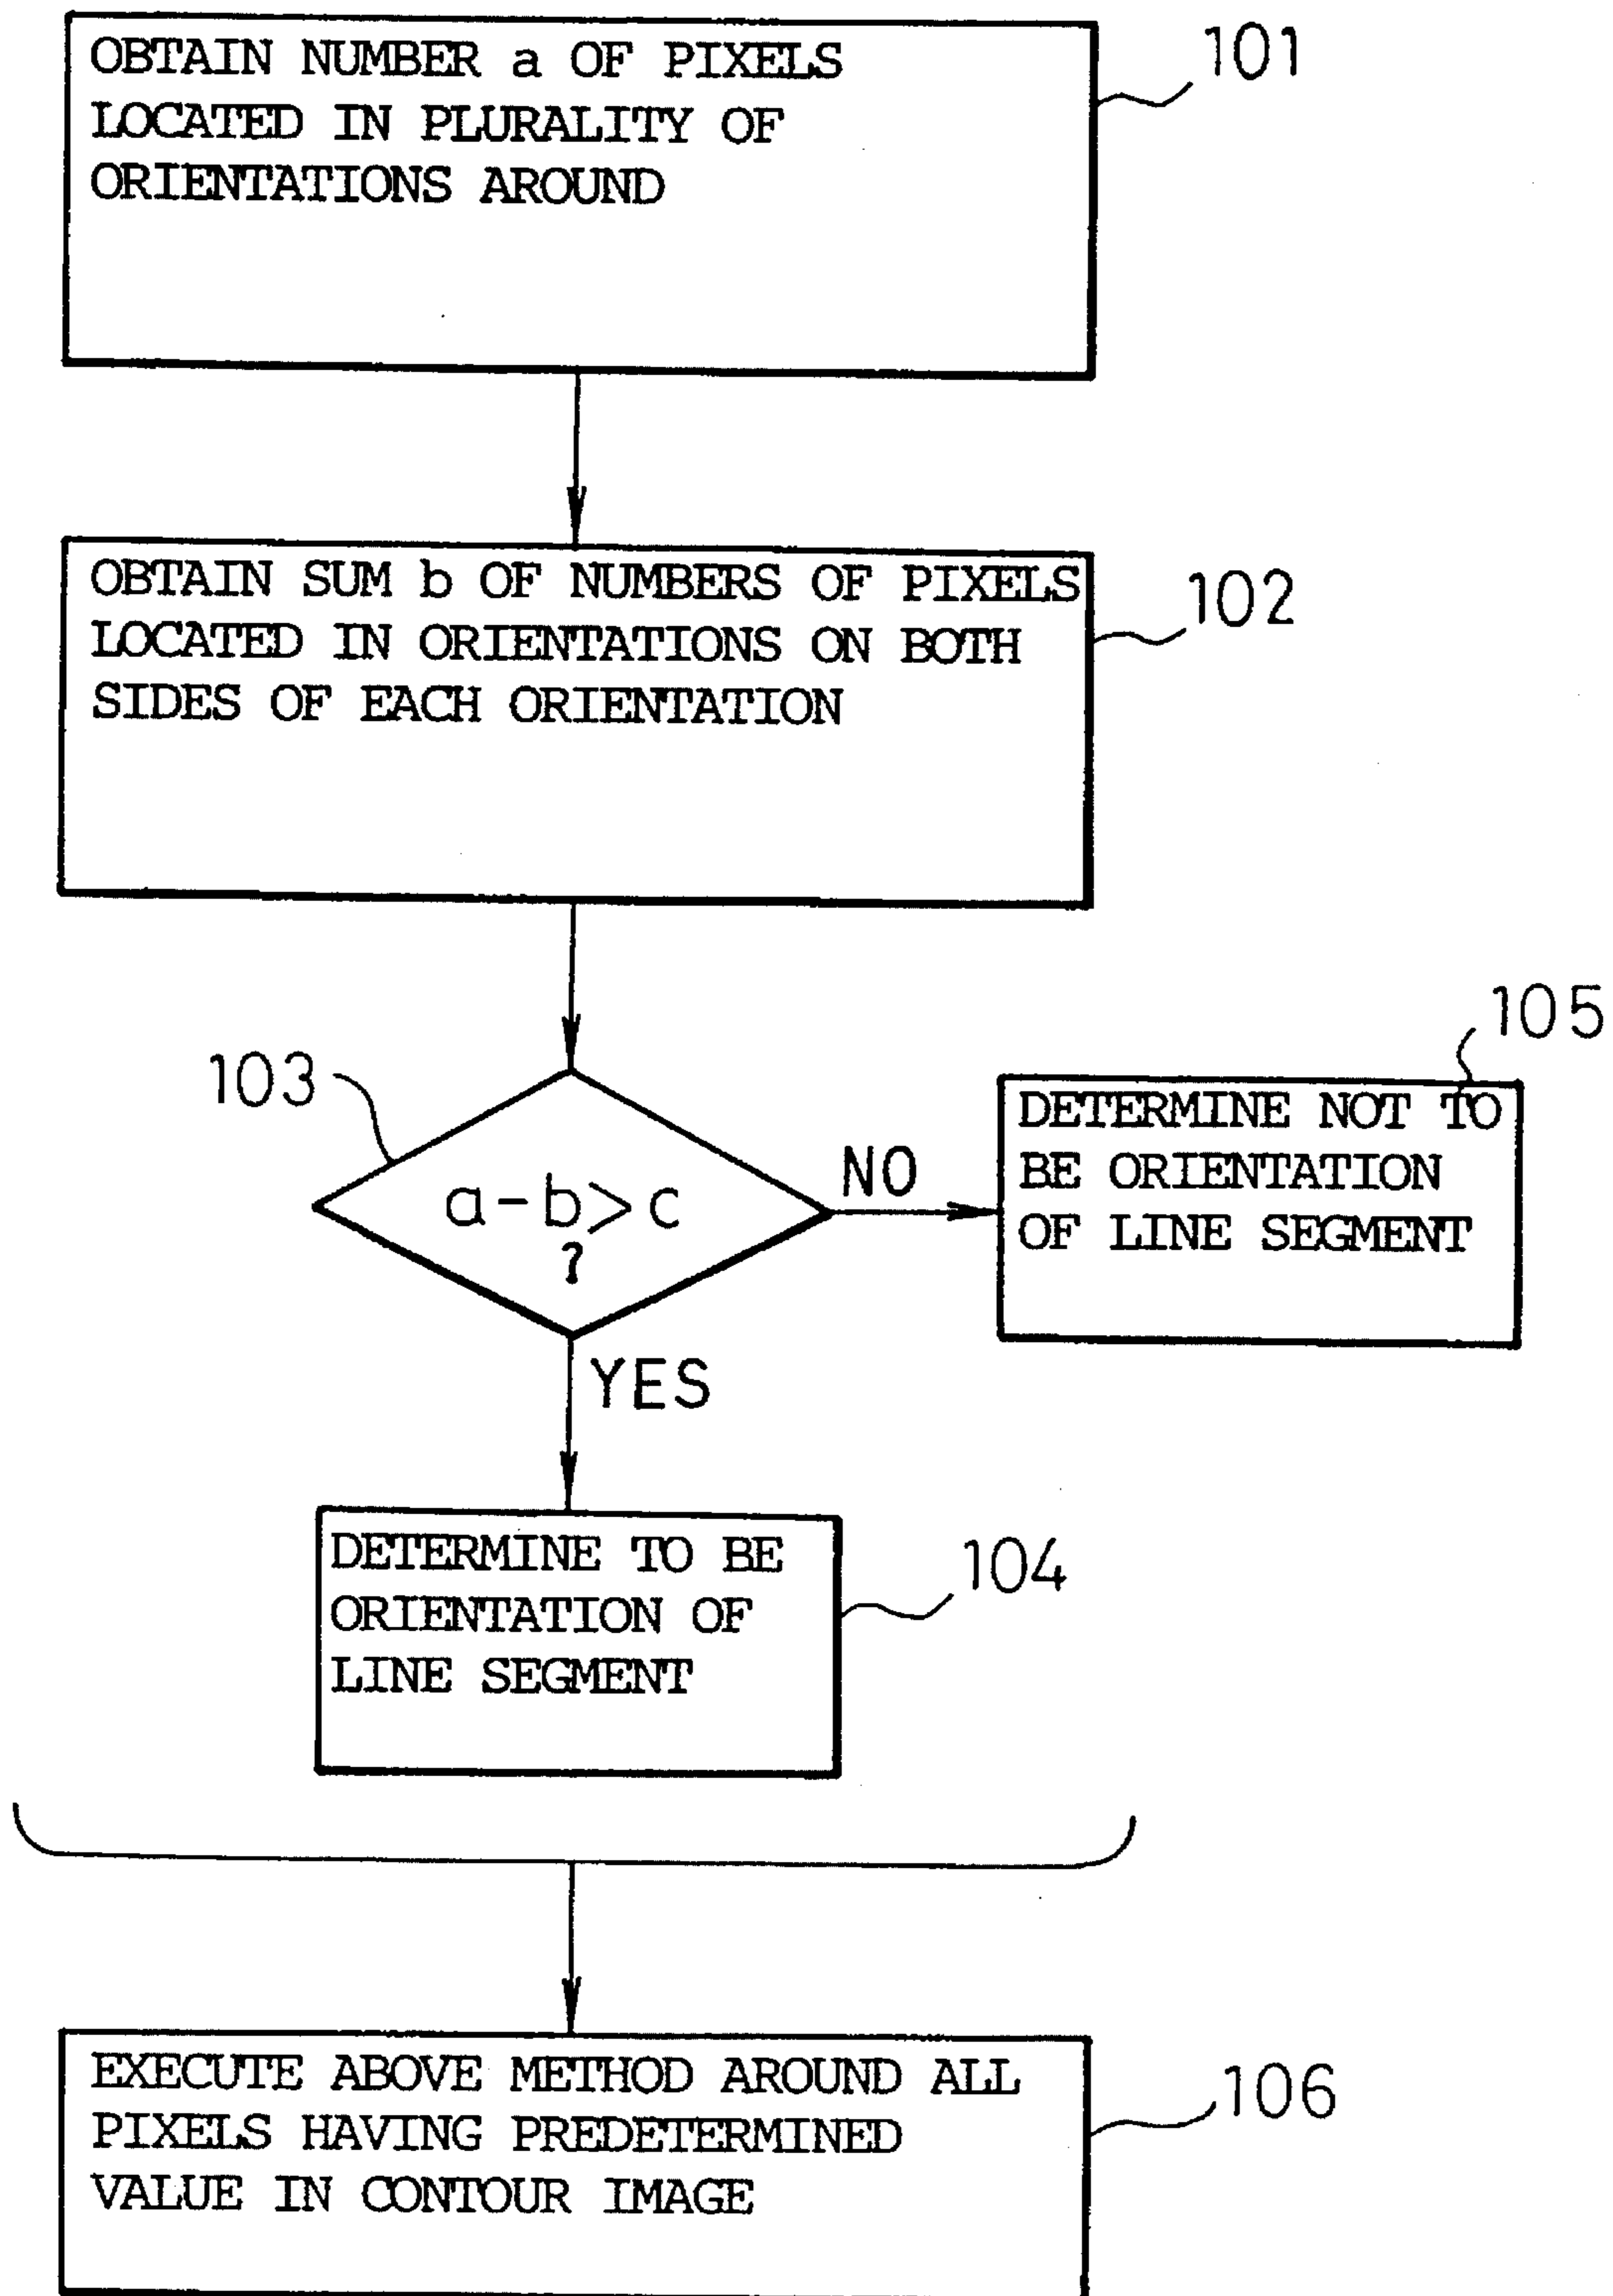 OBTAIN NUMBER a OF PIXELS
LOCATED IN PLURALITY OF
ORIENTATIONS AROUND
101
OBTAIN SUM b OF NUMBERS OF PIXELS
LOCATED IN ORIENTATIONS ON BOTH
SIDES OF EACH ORIENTATION
102
103
a-b>c
?
NO
105
DETERMINE NOT TO
BE ORIENTATION
OF LINE SEGMENT
YES
DETERMINE TO BE
ORIENTATION OF
LINE SEGMENT
104
EXECUTE ABOVE METHOD AROUND ALL
PIXELS HAVING PREDETERMINED
VALUE IN CONTOUR IMAGE
106